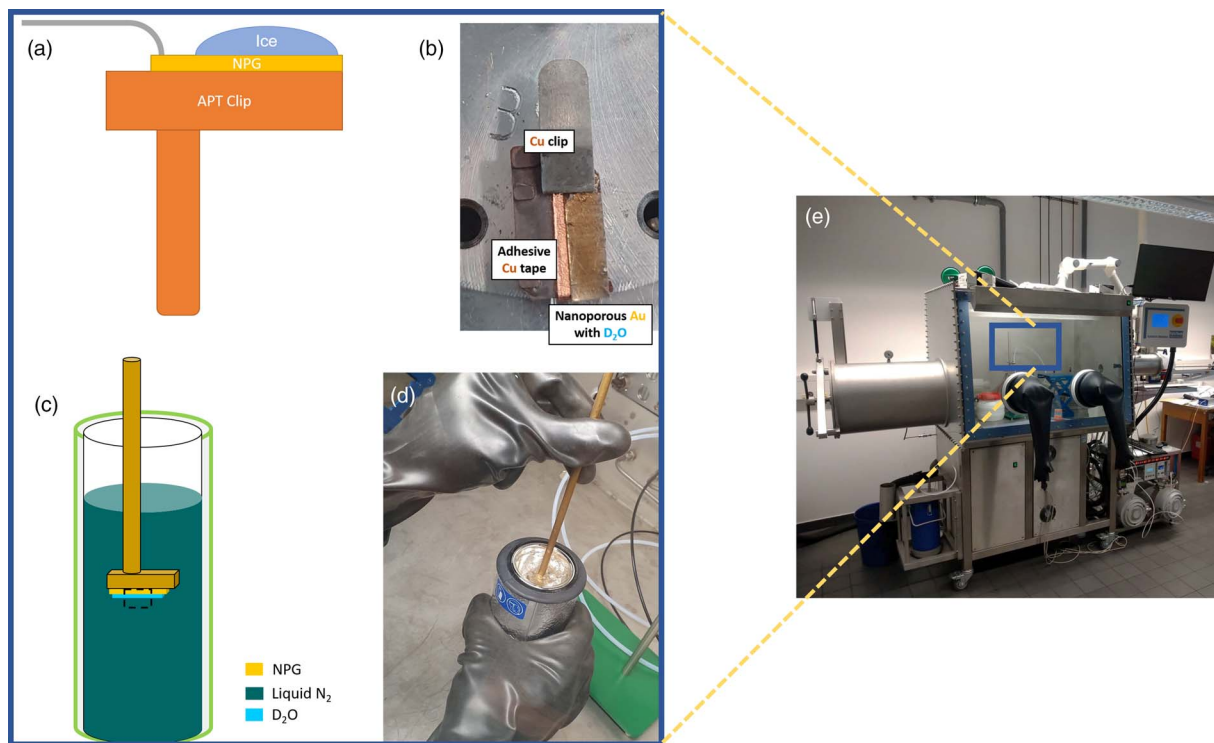 (a)
Ice
NPG
APT Clip
(b)
Cu clip
Adhesive
Cu tape
Nanoporous Au
with D₂O
(c)
NPG
Liquid N₂
D₂O
(d)
(e)